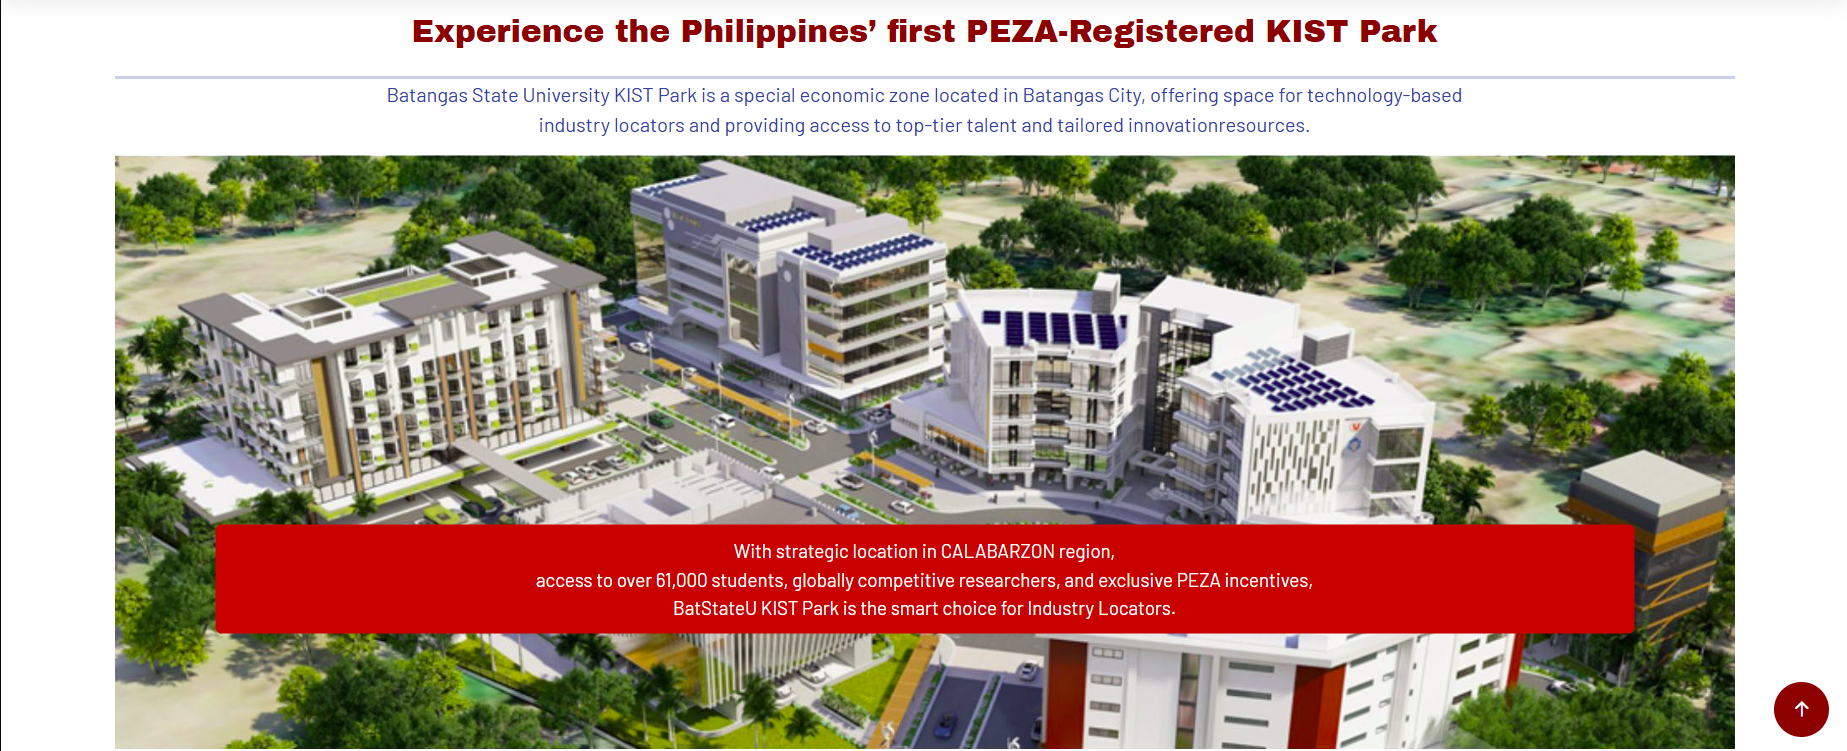 Experience the Philippines’ first PEZA-Registered KIST Park
Batangas State University KIST Park is a special economic zone located in Batangas City, offering space for technology-based
industry locators and providing access to top-tier talent and tailored innovationresources.
With strategic location in CALABARZON region,
access to over 61,000 students, globally competitive researchers, and exclusive PEZA incentives,
BatStateU KIST Park is the smart choice for Industry Locators.